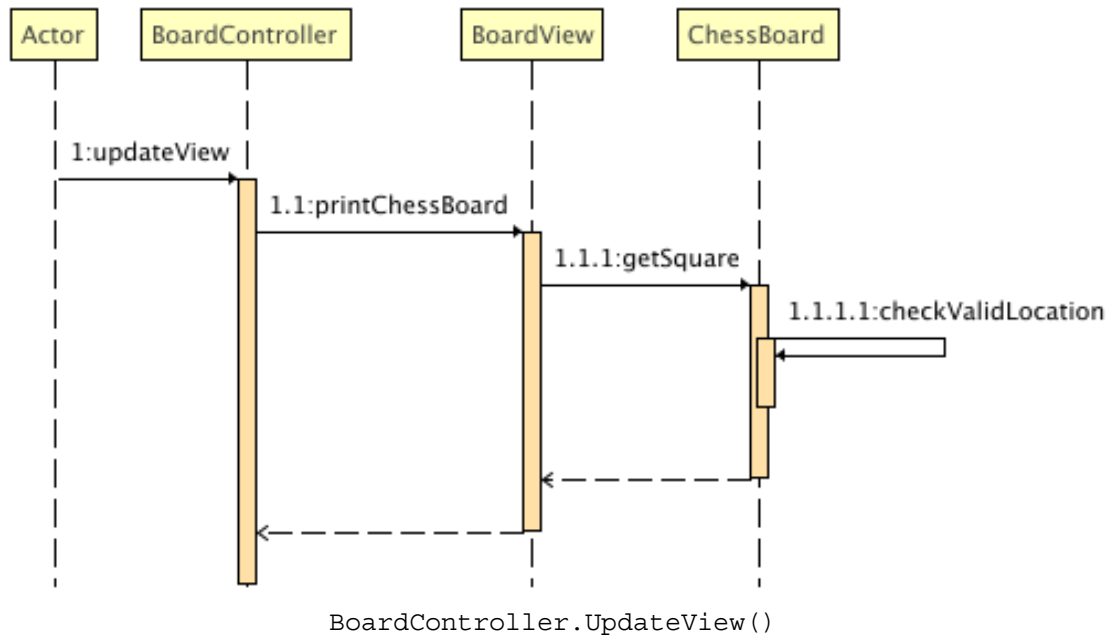 Actor
BoardController
BoardView
ChessBoard
1:updateView
1.1:printChessBoard
1.1.1:getSquare
1.1.1.1:checkValidLocation
BoardController.UpdateView()